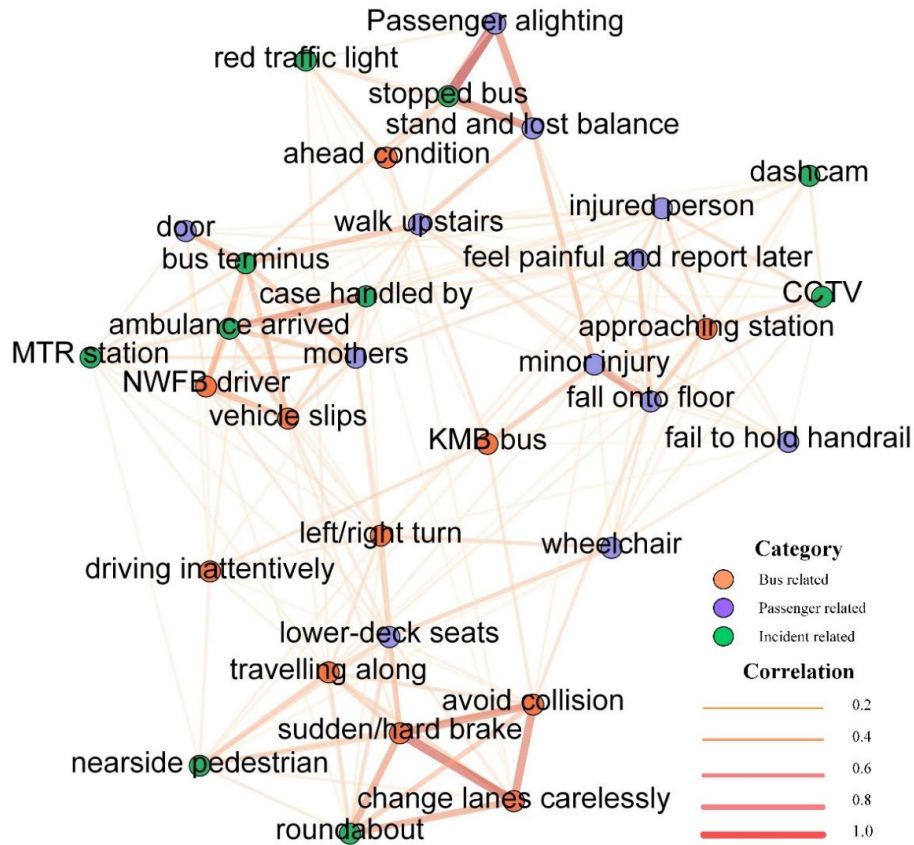 Passenger alighting
red traffic light
stopped bus
stand and lost balance
ahead condition
dashcam
injured person
door
walk upstairs
bus terminus
feel painful and report later
case handled by
CCTV
ambulance arrived
approaching station
MTR station
mothers
minor injury
NWFB driver
fall onto floor
vehicle slips
KMB bus
fail to hold handrail
left/right turn
wheelchair
driving inattentively
lower-deck seats
travelling along
avoid collision
sudden/hard brake
nearside pedestrian
change lanes carelessly
roundabout
Category
Bus related
Passenger related
Incident related
Correlation
0.2
0.4
0.6
0.8
1.0